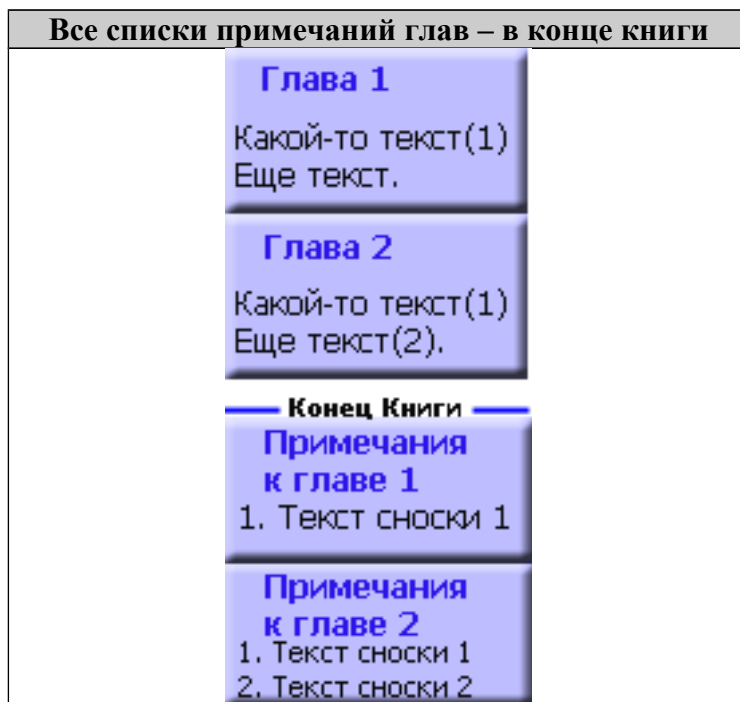 Все списки примечаний глав – в конце книги
Глава 1
Какой-то текст(1)
Еще текст.
Глава 2
Какой-то текст(1)
Еще текст(2).
Конец Книги
Примечания
к главе 1
1. Текст сноски 1
Примечания
к главе 2
1. Текст сноски 1
2. Текст сноски 2